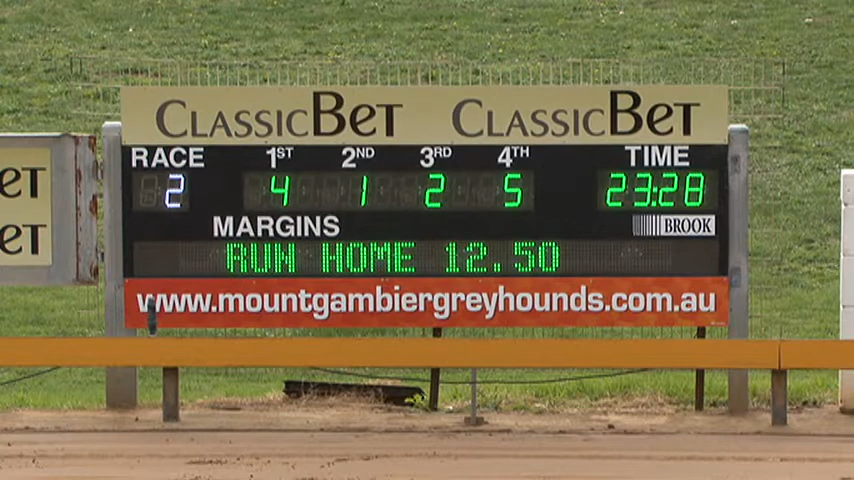 CLASSICBET CLASSICBET
RACE 1ST 2ND 3RD 4TH TIME
2 4 1 2 5 23:28
MARGINS BROOK
RUN HOME 12.50
www.mountgambiergreyhounds.com.au
et
et